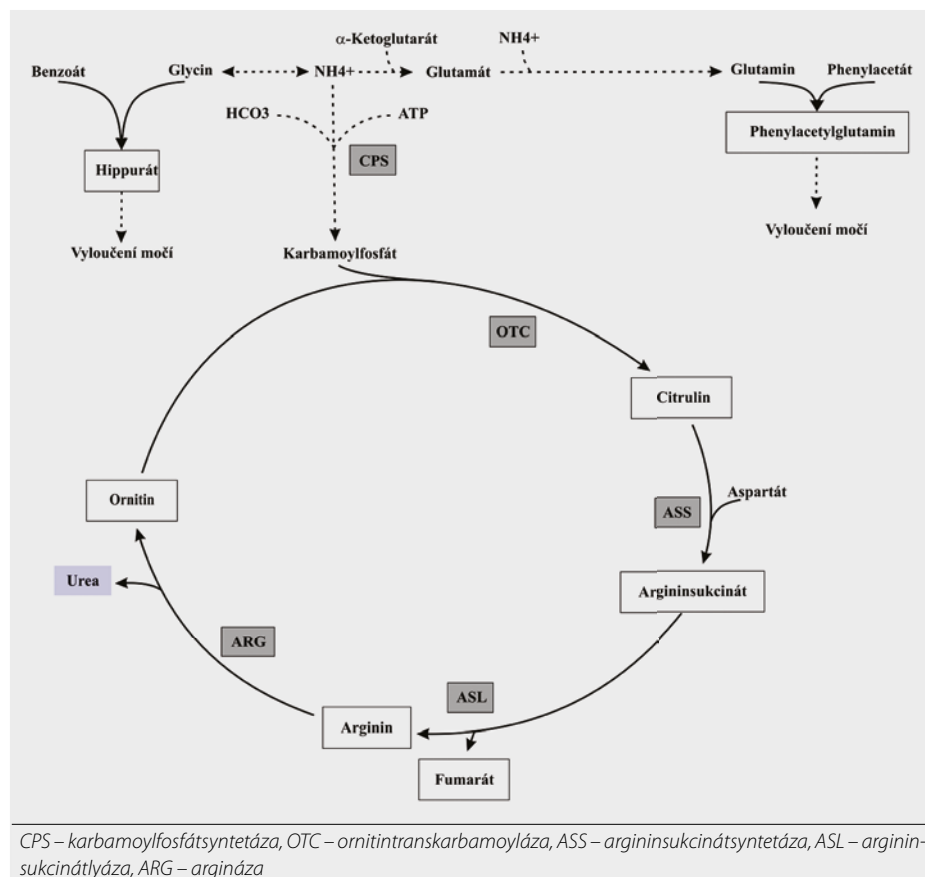 α-Ketoglutarát
NH4+
Benzoát
Glycin
NH4+
Glutamát
Glutamin
Phenylacetát
HCO3
ATP
Phenylacetylglutamin
CPS
Hippurát
Vyloučení močí
Karbamoylfosfát
Vyloučení močí
OTC
Citrulin
Ornitin
Aspartát
ASS
Urea
Argininsukcinát
ARG
ASL
Arginin
Fumarát
CPS – karbamoylfosfátsyntetáza, OTC – ornitintranskarbamoyláza, ASS – argininsukcinátsyntetáza, ASL – arginin-
sukcinátlyáza, ARG – argináza